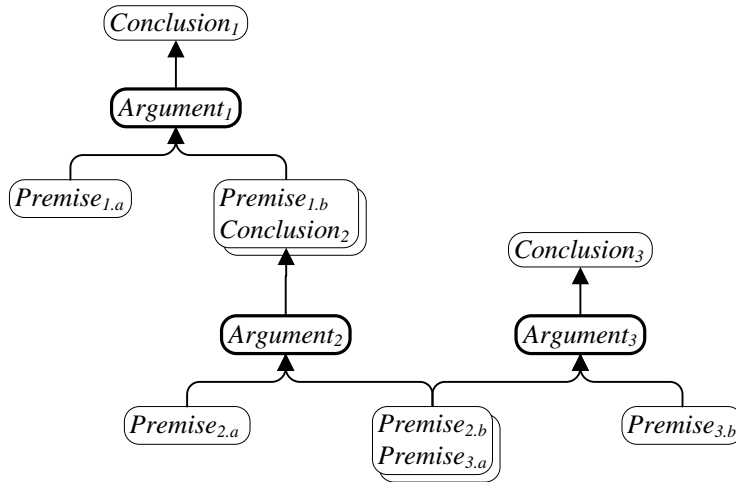 Conclusion₁
Argument₁
Premise₁.ₐ
Premise₁.b
Conclusion₂
Conclusion₃
Argument₂
Argument₃
Premise₂.ₐ
Premise₂.b
Premise₃.ₐ
Premise₃.b